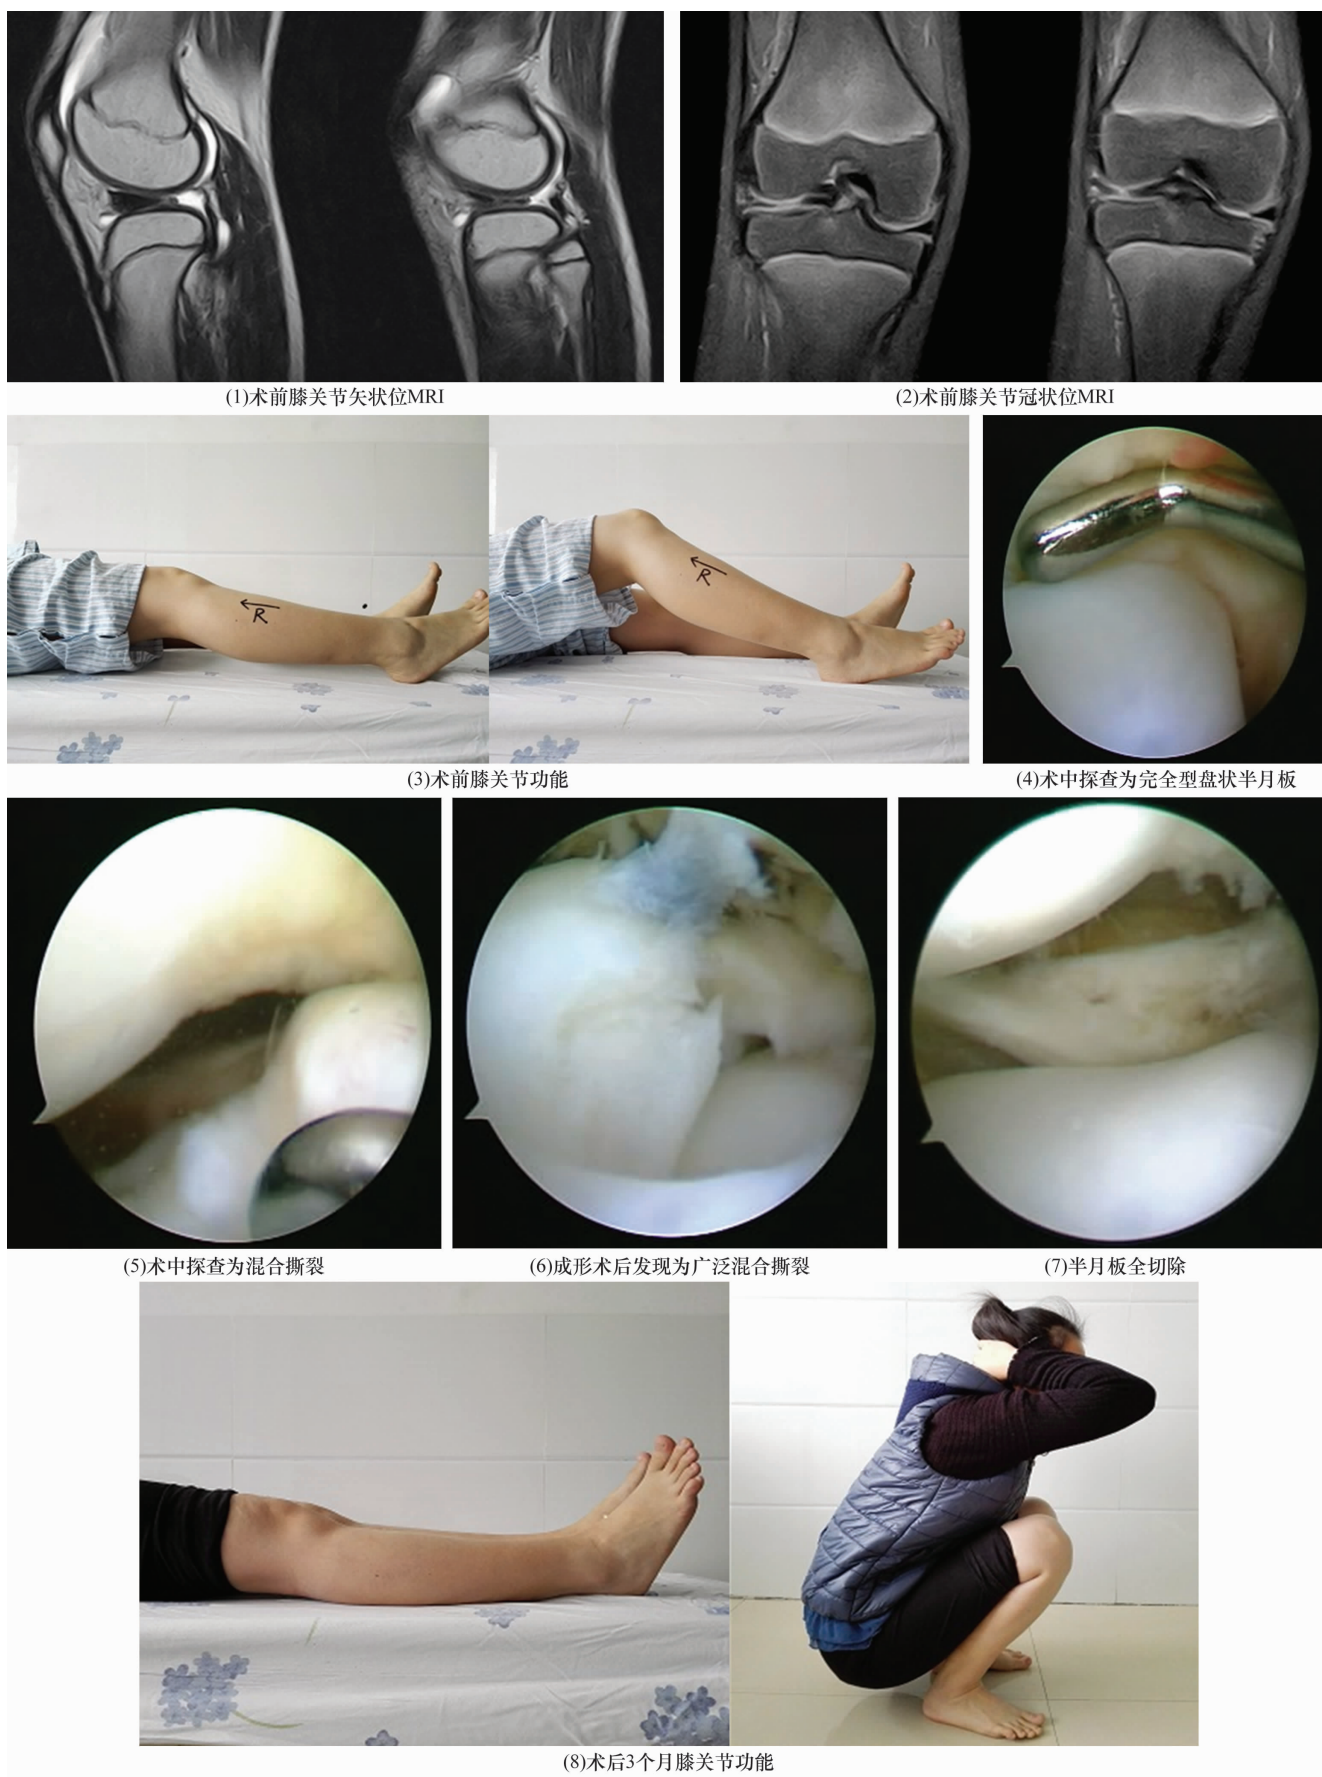 (1)术前膝关节矢状位MRI
(2)术前膝关节冠状位MRI
R
R
(3)术前膝关节功能
(4)术中探查为完全型盘状半月板
(5)术中探查为混合撕裂
(6)成形术后发现为广泛混合撕裂
(7)半月板全切除
(8)术后3个月膝关节功能